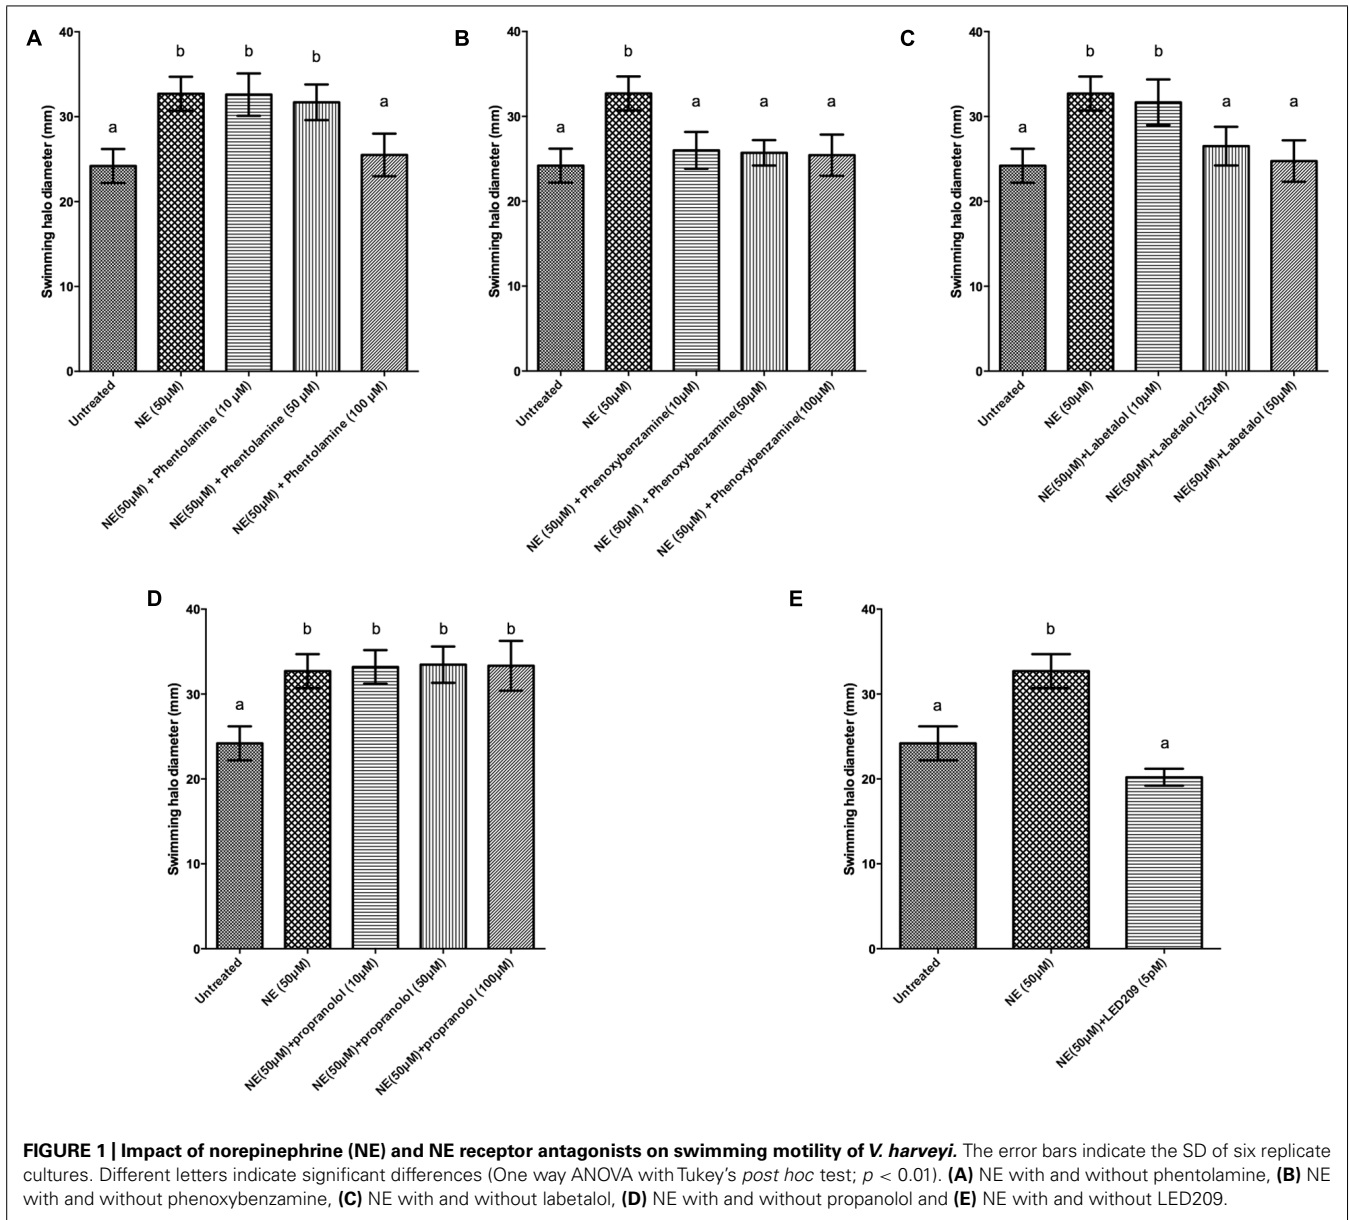 A
Swimming halo diameter (mm)
40
30
20
10
0
a
b
b
b
a
Untreated
NE (50µM)
NE(50µM) + Phentolamine (10 µM)
NE(50µM) + Phentolamine (50 µM)
NE(50µM) + Phentolamine (100 µM)
B
Swimming halo diameter (mm)
40
30
20
10
0
a
b
a
a
a
Untreated
NE (50µM)
NE (50µM) + Phenoxybenzamine(10µM)
NE (50µM) + Phenoxybenzamine(50µM)
NE (50µM) + Phenoxybenzamine(100µM)
C
Swimming halo diameter (mm)
40
30
20
10
0
a
b
b
a
a
Untreated
NE (50µM)
NE(50µM)+Labetalol (10µM)
NE(50µM)+Labetalol (25µM)
NE(50µM)+Labetalol (50µM)
D
Swimming halo diameter (mm)
40
30
20
10
0
a
b
b
b
b
Untreated
NE (50µM)
NE(50µM)+propranolol (10µM)
NE(50µM)+propranolol (50µM)
NE(50µM)+propranolol (100µM)
E
Swimming halo diameter (mm)
40
30
20
10
0
a
b
a
Untreated
NE (50µM)
NE(50µM)+LED209 (5pM)
FIGURE 1 | Impact of norepinephrine (NE) and NE receptor antagonists on swimming motility of V. harveyi. The error bars indicate the SD of six replicate
cultures. Different letters indicate significant differences (One way ANOVA with Tukey's post hoc test; p < 0.01). (A) NE with and without phentolamine, (B) NE
with and without phenoxybenzamine, (C) NE with and without labetalol, (D) NE with and without propanolol and (E) NE with and without LED209.